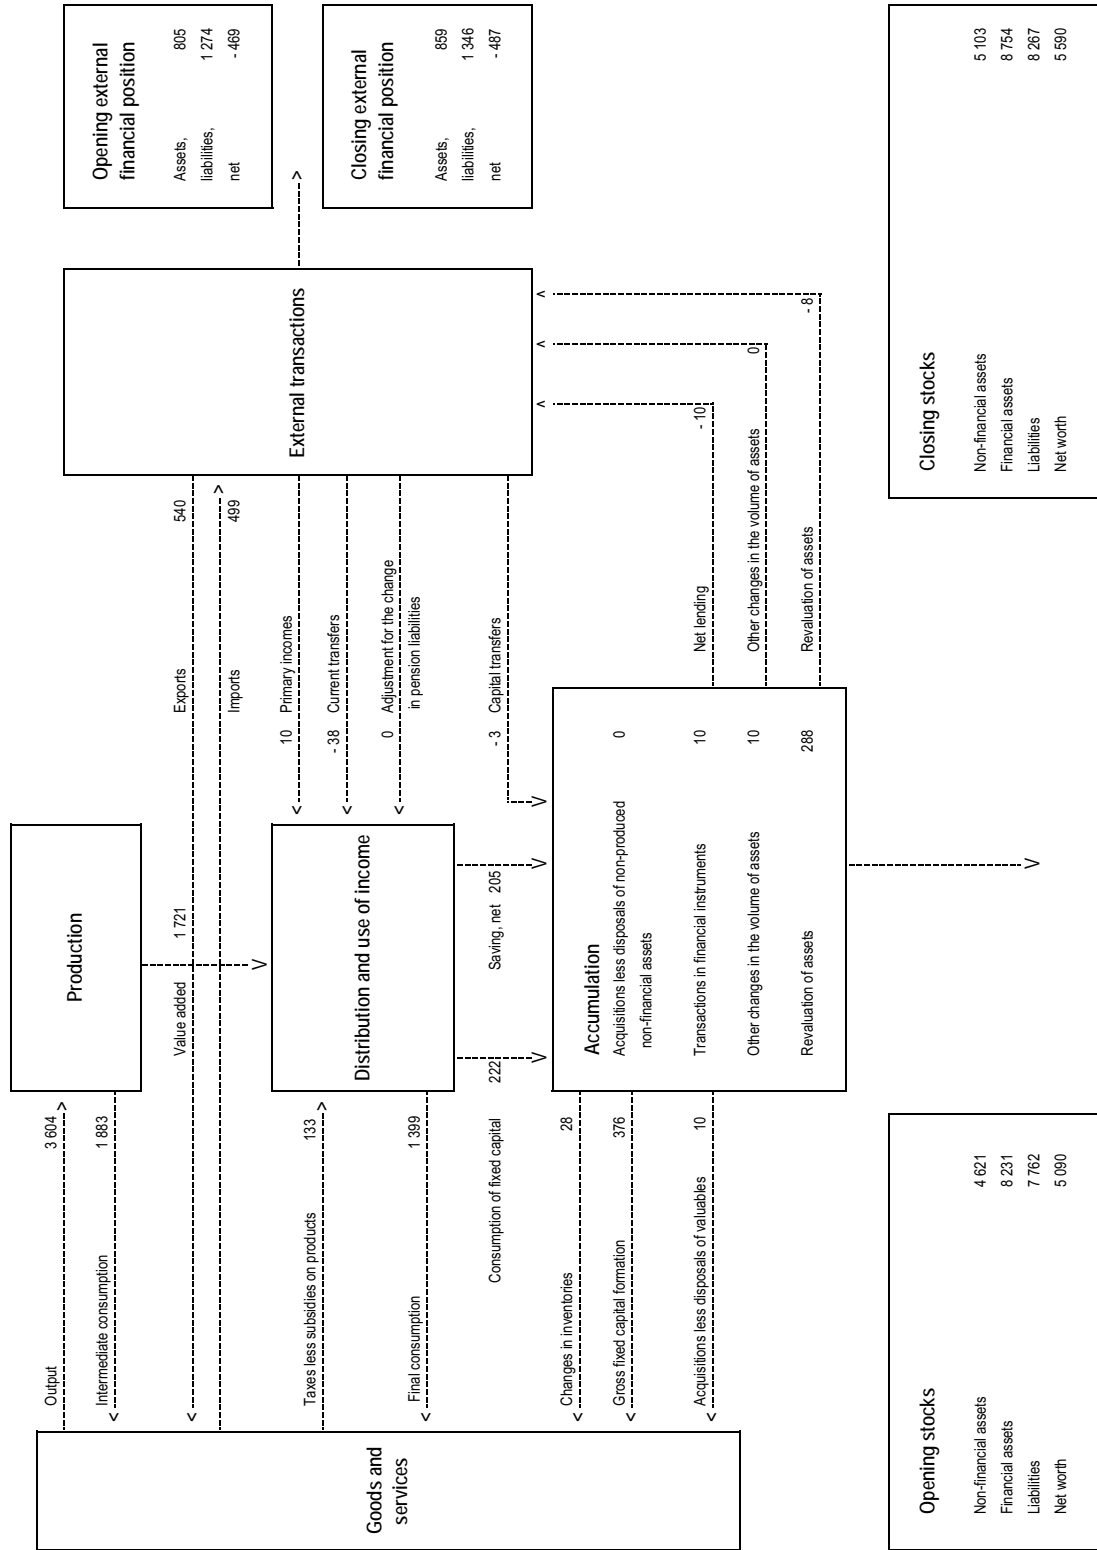 Production
Opening external
financial position
Assets, 805
liabilities, 1 274
net - 469
Output 3 604
Intermediate consumption 1 883
Value added 1 721
Exports 540
Imports 499
External transactions
Closing external
financial position
Assets, 859
liabilities, 1 346
net - 487
Goods and
services
Taxes less subsidies on products 133
Final consumption 1 399
Distribution and use of income
10 Primary incomes
- 38 Current transfers
0 Adjustment for the change
in pension liabilities
Consumption of fixed capital 222
Saving, net 205
- 3 Capital transfers
Changes in inventories 28
Gross fixed capital formation 376
Acquisitions less disposals of valuables 10
Accumulation
Acquisitions less disposals of non-produced 0
non-financial assets
Transactions in financial instruments 10
Other changes in the volume of assets 10
Revaluation of assets 288
Net lending - 10
Other changes in the volume of assets 0
Revaluation of assets - 8
Opening stocks
Non-financial assets 4 621
Financial assets 8 231
Liabilities 7 762
Net worth 5 090
Closing stocks
Non-financial assets 5 103
Financial assets 8 754
Liabilities 8 267
Net worth 5 590